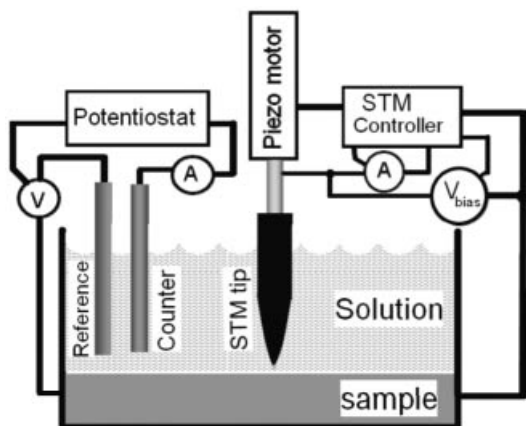 Potentiostat
Piezo motor
STM
Controller
A
A
V
V bias
Reference
Counter
STM tip
Solution
sample